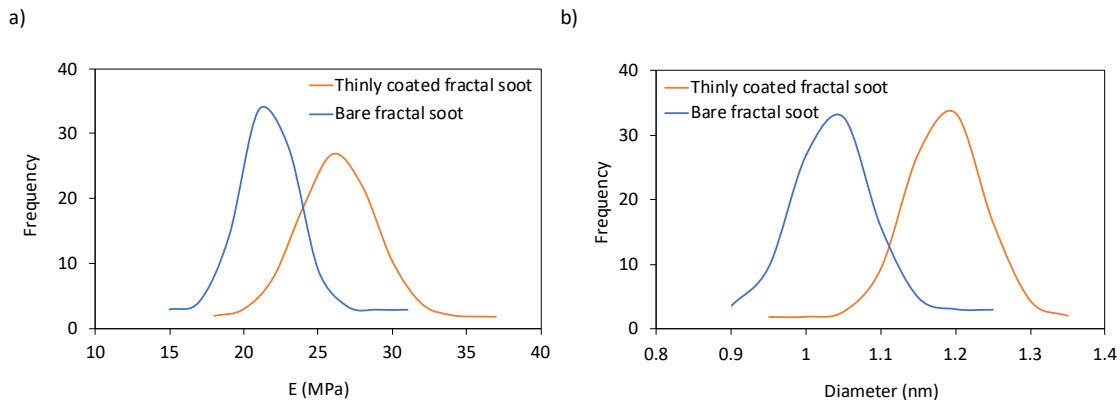 a)
b)
40
30
20
10
0
Frequency
Thinly coated fractal soot
Bare fractal soot
10 15 20 25 30 35 40
E (MPa)
40
30
20
10
0
Frequency
Thinly coated fractal soot
Bare fractal soot
0.8 0.9 1 1.1 1.2 1.3 1.4
Diameter (nm)